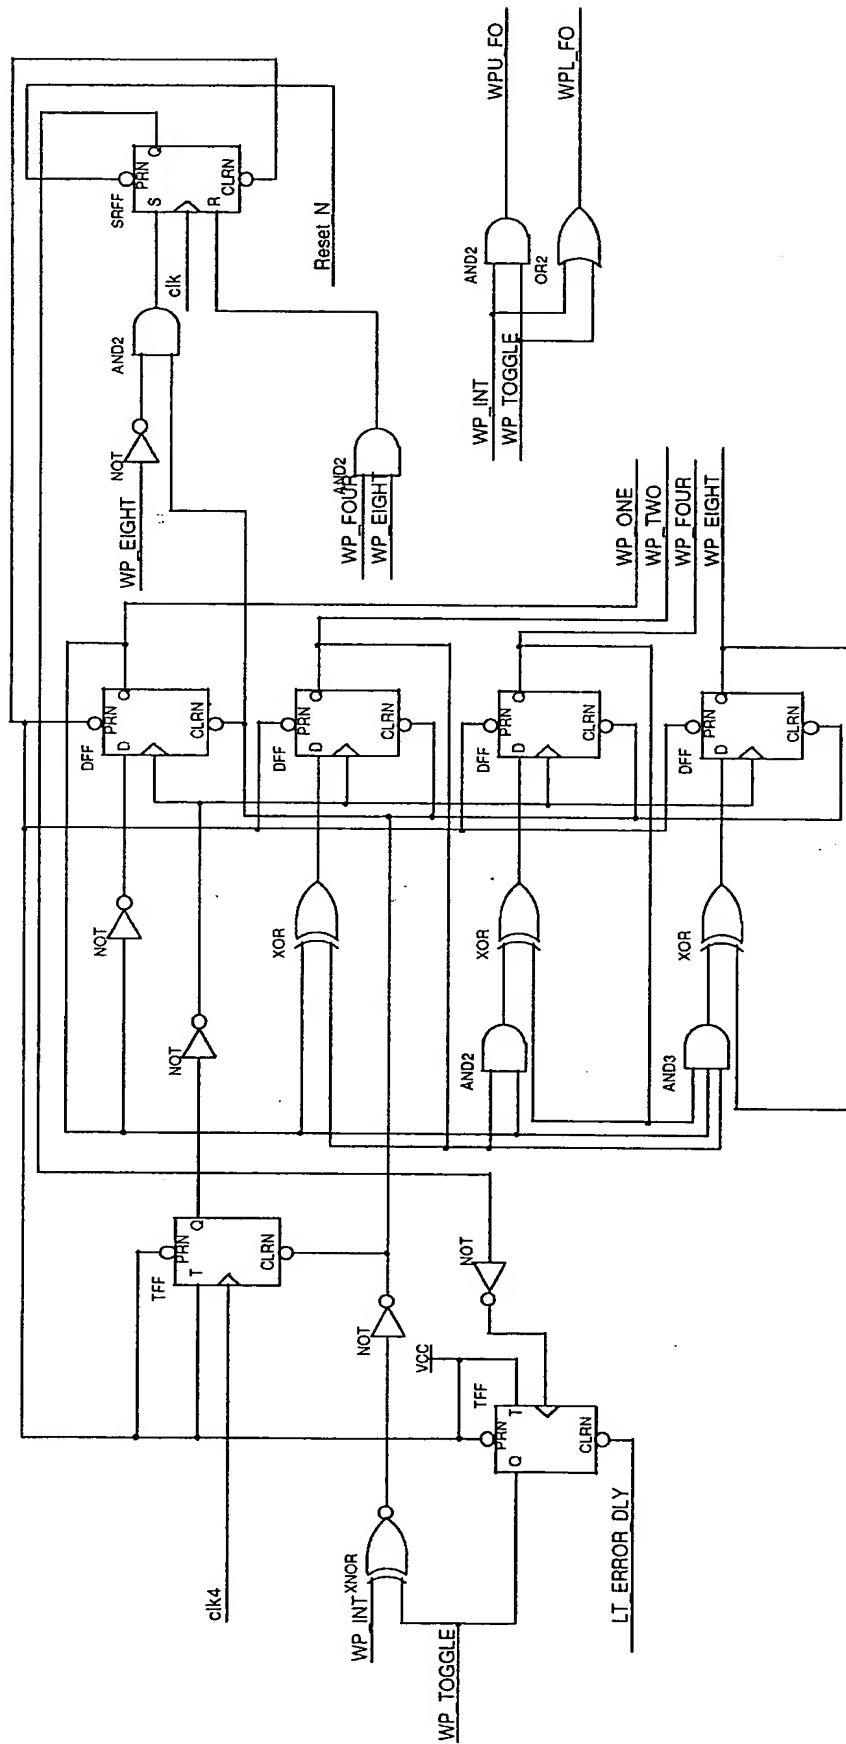 WPU_FO
WPL_FO
SRFF
PRN
S
Q
R
CLRN
clk
Reset_N
AND2
AND2
OR2
NOT
WP_EIGHT
AND2
WP_FOUR
WP_EIGHT
WP_INT
WP_TOGGLE
WP_ONE
WP_TWO
WP_FOUR
WP_EIGHT
DFF
PRN
D
Q
CLRN
DFF
PRN
D
Q
CLRN
DFF
PRN
D
Q
CLRN
DFF
PRN
D
Q
CLRN
NOT
XOR
XOR
XOR
NOT
AND2
AND3
TFF
PRN
T
Q
CLRN
NOT
NOT
VCC
TFF
PRN
T
Q
CLRN
clk4
WP_INT
XNOR
WP_TOGGLE
LT_ERROR_DLY